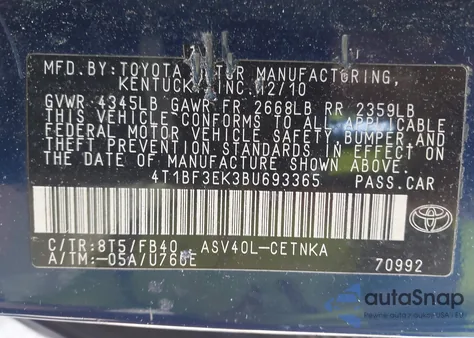 MFD.BY:TOYOTA MOTOR MANUFACTURING,
KENTUCKY, INC. 12/10
GVWR 4345LB GAWR FR 2668LB RR 2359LB
THIS VEHICLE CONFORMS TO ALL APPLICABLE
FEDERAL MOTOR VEHICLE SAFETY,BUMPER,AND
THEFT PREVENTION STANDARDS IN EFFECT ON
THE DATE OF MANUFACTURE SHOWN ABOVE.
4T1BF3EK3BU693365 PASS.CAR
C/TR:8T5/FB40 ASV40L-CETNKA
A/TM:-05A/U760E
70992
TOYOTA
autoSnap